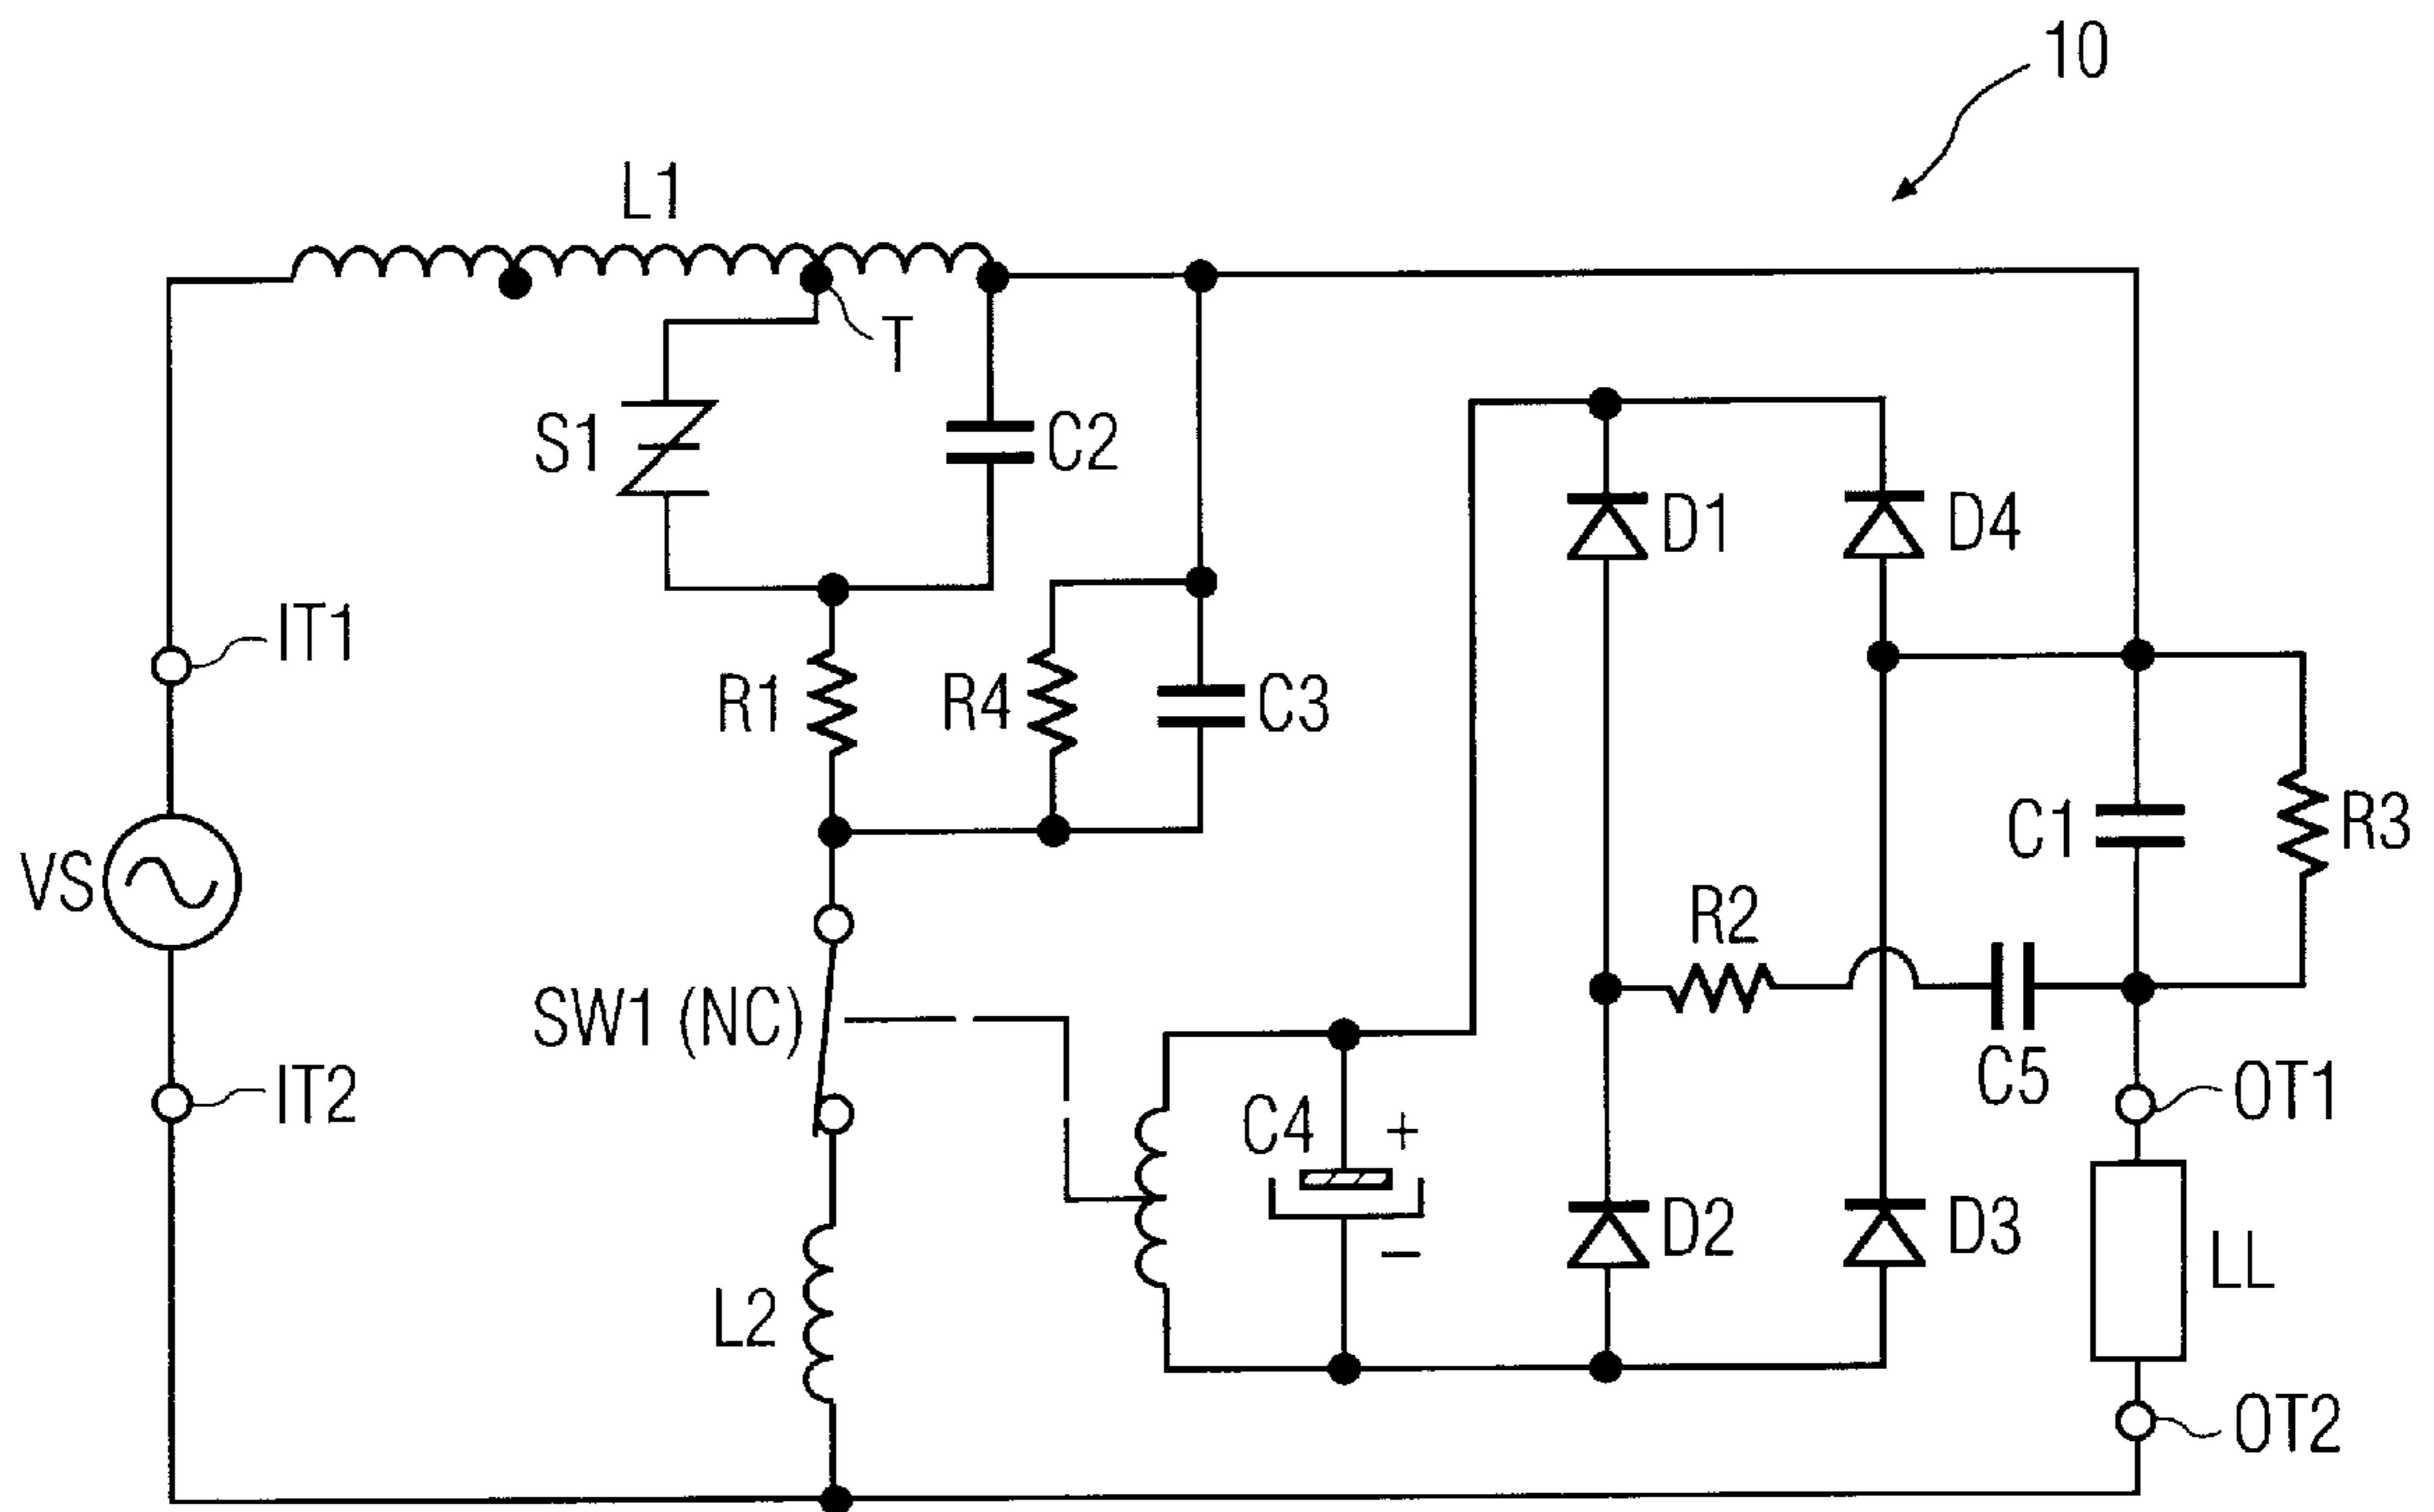 10
L1
T
S1
C2
D1
D4
IT1
R1
R4
C3
C1
R3
VS
R2
SW1 (NC)
C5
IT2
OT1
C4
+
D2
D3
LL
−
L2
OT2